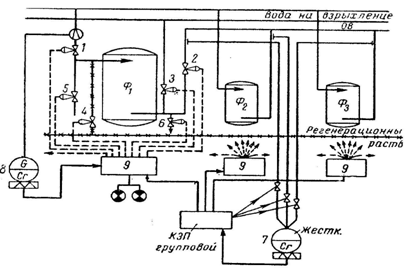 Вода на взрыхление
ОВ
1
2
3
4
5
6
Ф1
Ф2
Ф3
Регенерационный
раств
8
G
Сг
9
9
9
КЭП
групповой
7
Жестк.
Сг